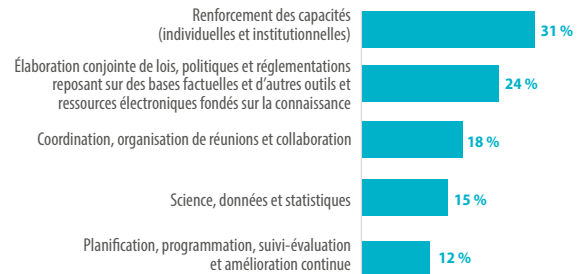 Renforcement des capacités
(individuelles et institutionnelles)
31 %
Élaboration conjointe de lois, politiques et réglementations
reposant sur des bases factuelles et d'autres outils et
ressources électroniques fondés sur la connaissance
24 %
Coordination, organisation de réunions et collaboration
18 %
Science, données et statistiques
15 %
Planification, programmation, suivi-évaluation
et amélioration continue
12 %